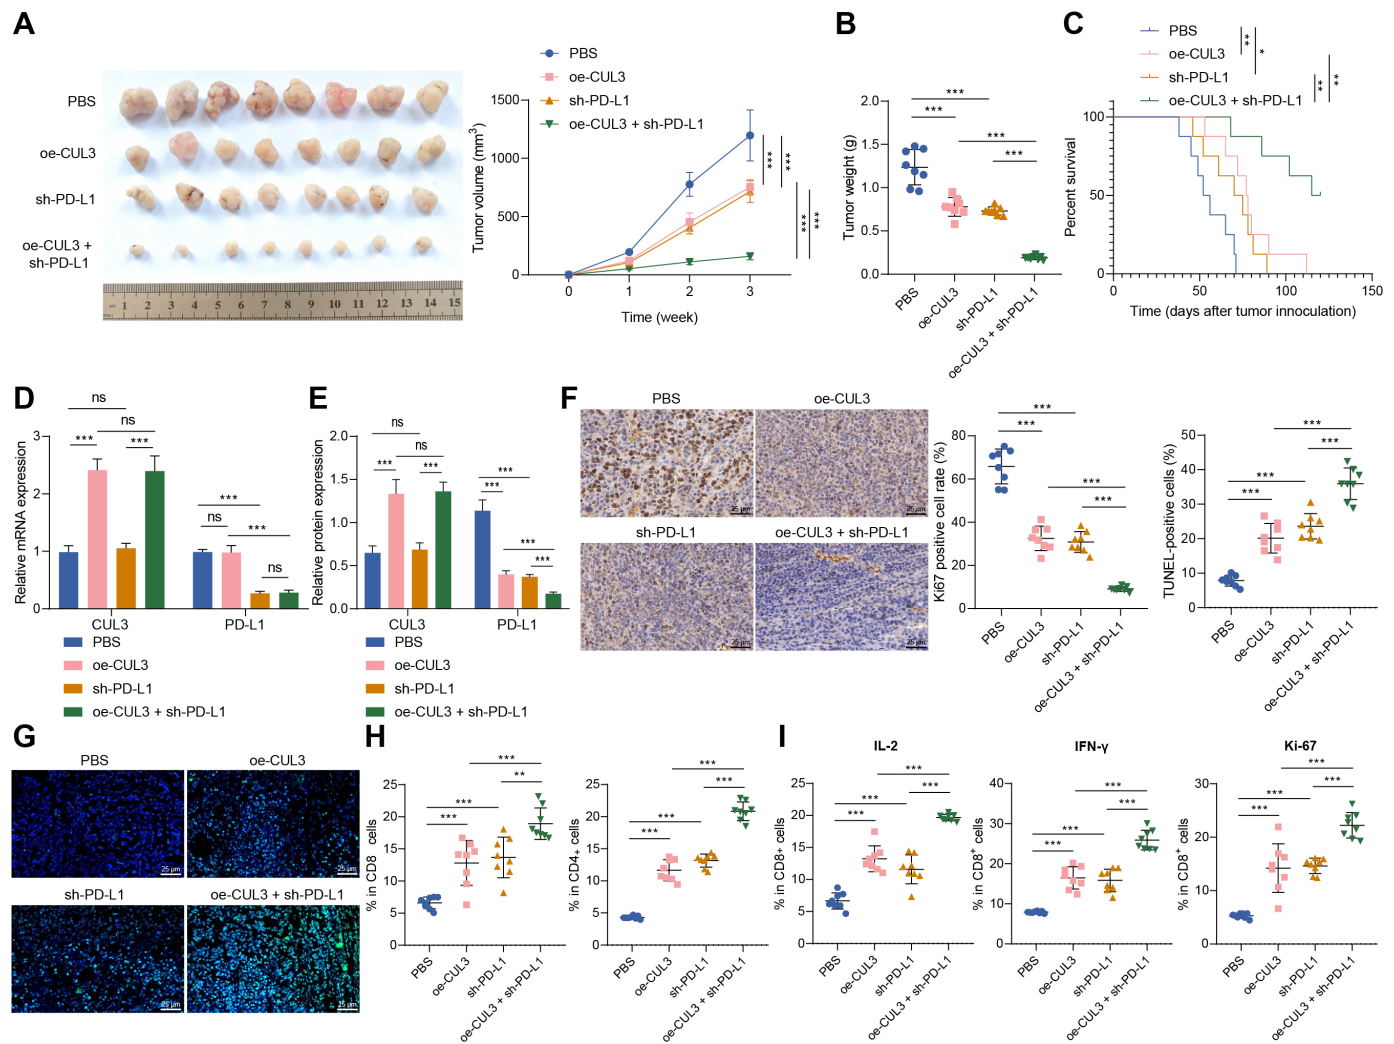 A
PBS
oe-CUL3
sh-PD-L1
oe-CUL3 +
sh-PD-L1
1 2 3 4 5 6 7 8 9 10 11 12 13 14 15
PBS
oe-CUL3
sh-PD-L1
oe-CUL3 + sh-PD-L1
Tumor volume (mm³)
1500
1000
500
0
0 1 2 3
Time (week)
***
***
***
***
B
Tumor weight (g)
2.0
1.5
1.0
0.5
0.0
***
***
***
***
PBS
oe-CUL3
sh-PD-L1
oe-CUL3 + sh-PD-L1
C
PBS
oe-CUL3
sh-PD-L1
oe-CUL3 + sh-PD-L1
**
*
**
**
Percent survival
100
50
0
0 50 100 150
Time (days after tumor innoculation)
D
Relative mRNA expression
3
2
1
0
ns
ns
***
***
***
ns
***
ns
CUL3 PD-L1
PBS
oe-CUL3
sh-PD-L1
oe-CUL3 + sh-PD-L1
E
Relative protein expression
2.0
1.5
1.0
0.5
0.0
ns
ns
***
***
***
***
***
***
CUL3 PD-L1
PBS
oe-CUL3
sh-PD-L1
oe-CUL3 + sh-PD-L1
F
PBS oe-CUL3
25 μm 25 μm
sh-PD-L1 oe-CUL3 + sh-PD-L1
25 μm 25 μm
Ki67 positive cell rate (%)
80
60
40
20
0
***
***
***
***
PBS
oe-CUL3
sh-PD-L1
oe-CUL3 + sh-PD-L1
TUNEL-positive cells (%)
50
40
30
20
10
0
***
***
***
***
PBS
oe-CUL3
sh-PD-L1
oe-CUL3 + sh-PD-L1
G
PBS oe-CUL3
25 μm 25 μm
sh-PD-L1 oe-CUL3 + sh-PD-L1
25 μm 25 μm
H
% in CD8 cells
25
20
15
10
5
0
***
**
***
***
PBS
oe-CUL3
sh-PD-L1
oe-CUL3 + sh-PD-L1
% in CD4+ cells
25
20
15
10
5
0
***
***
***
***
PBS
oe-CUL3
sh-PD-L1
oe-CUL3 + sh-PD-L1
I
IL-2
% in CD8+ cells
25
20
15
10
5
0
***
***
***
***
PBS
oe-CUL3
sh-PD-L1
oe-CUL3 + sh-PD-L1
IFN-γ
% in CD8⁺ cells
40
30
20
10
0
***
***
***
***
PBS
oe-CUL3
sh-PD-L1
oe-CUL3 + sh-PD-L1
Ki-67
% in CD8⁺ cells
30
20
10
0
***
***
***
***
PBS
oe-CUL3
sh-PD-L1
oe-CUL3 + sh-PD-L1